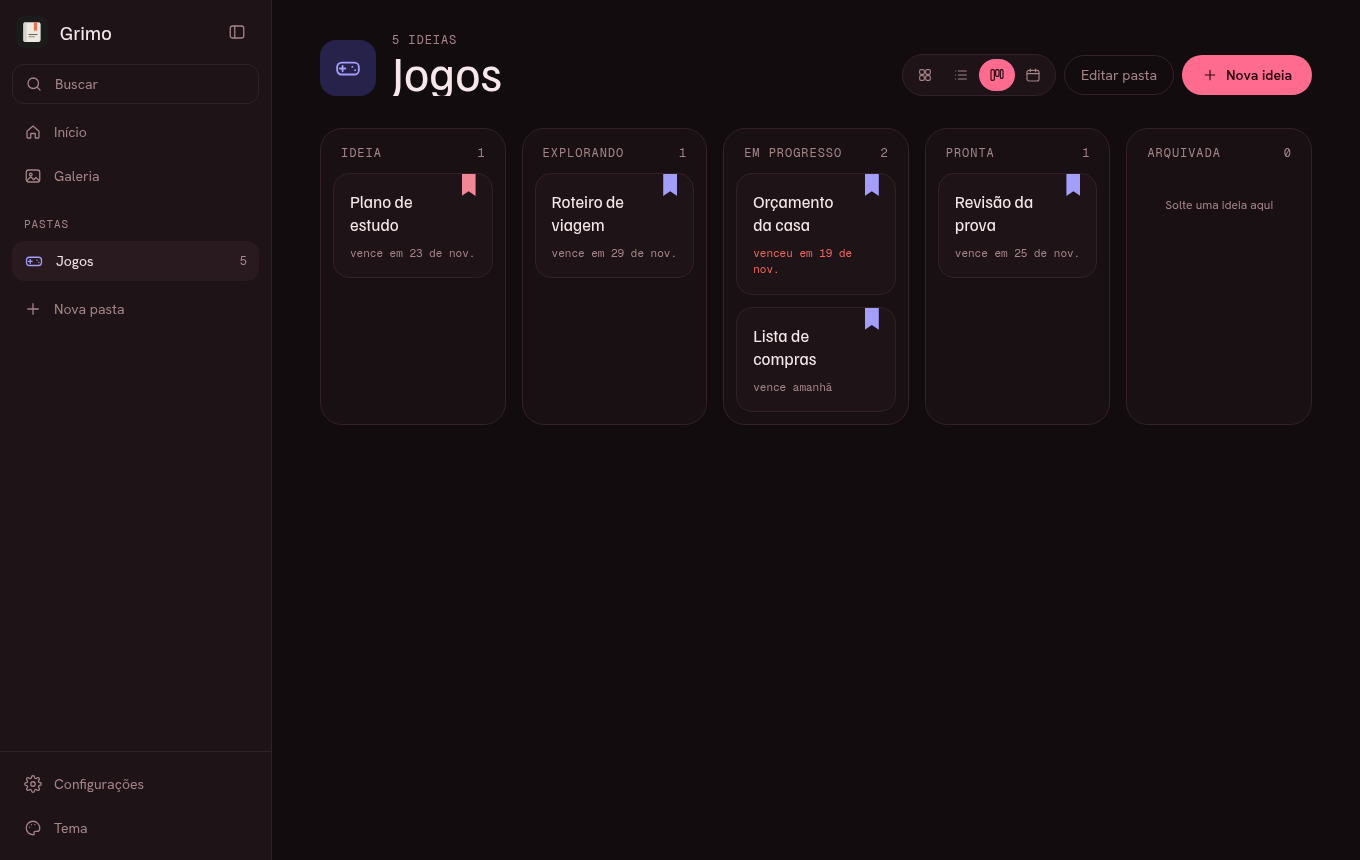 Grimo
Buscar
Início
Galeria
PASTAS
Jogos 5
Nova pasta
Configurações
Tema
5 IDEIAS
Jogos
Editar pasta
Nova ideia
IDEIA 1
Plano de
estudo
vence em 23 de nov.
EXPLORANDO 1
Roteiro de
viagem
vence em 29 de nov.
EM PROGRESSO 2
Orçamento
da casa
venceu em 19 de
nov.
Lista de
compras
vence amanhã
PRONTA 1
Revisão da
prova
vence em 25 de nov.
ARQUIVADA 0
Solte uma ideia aqui